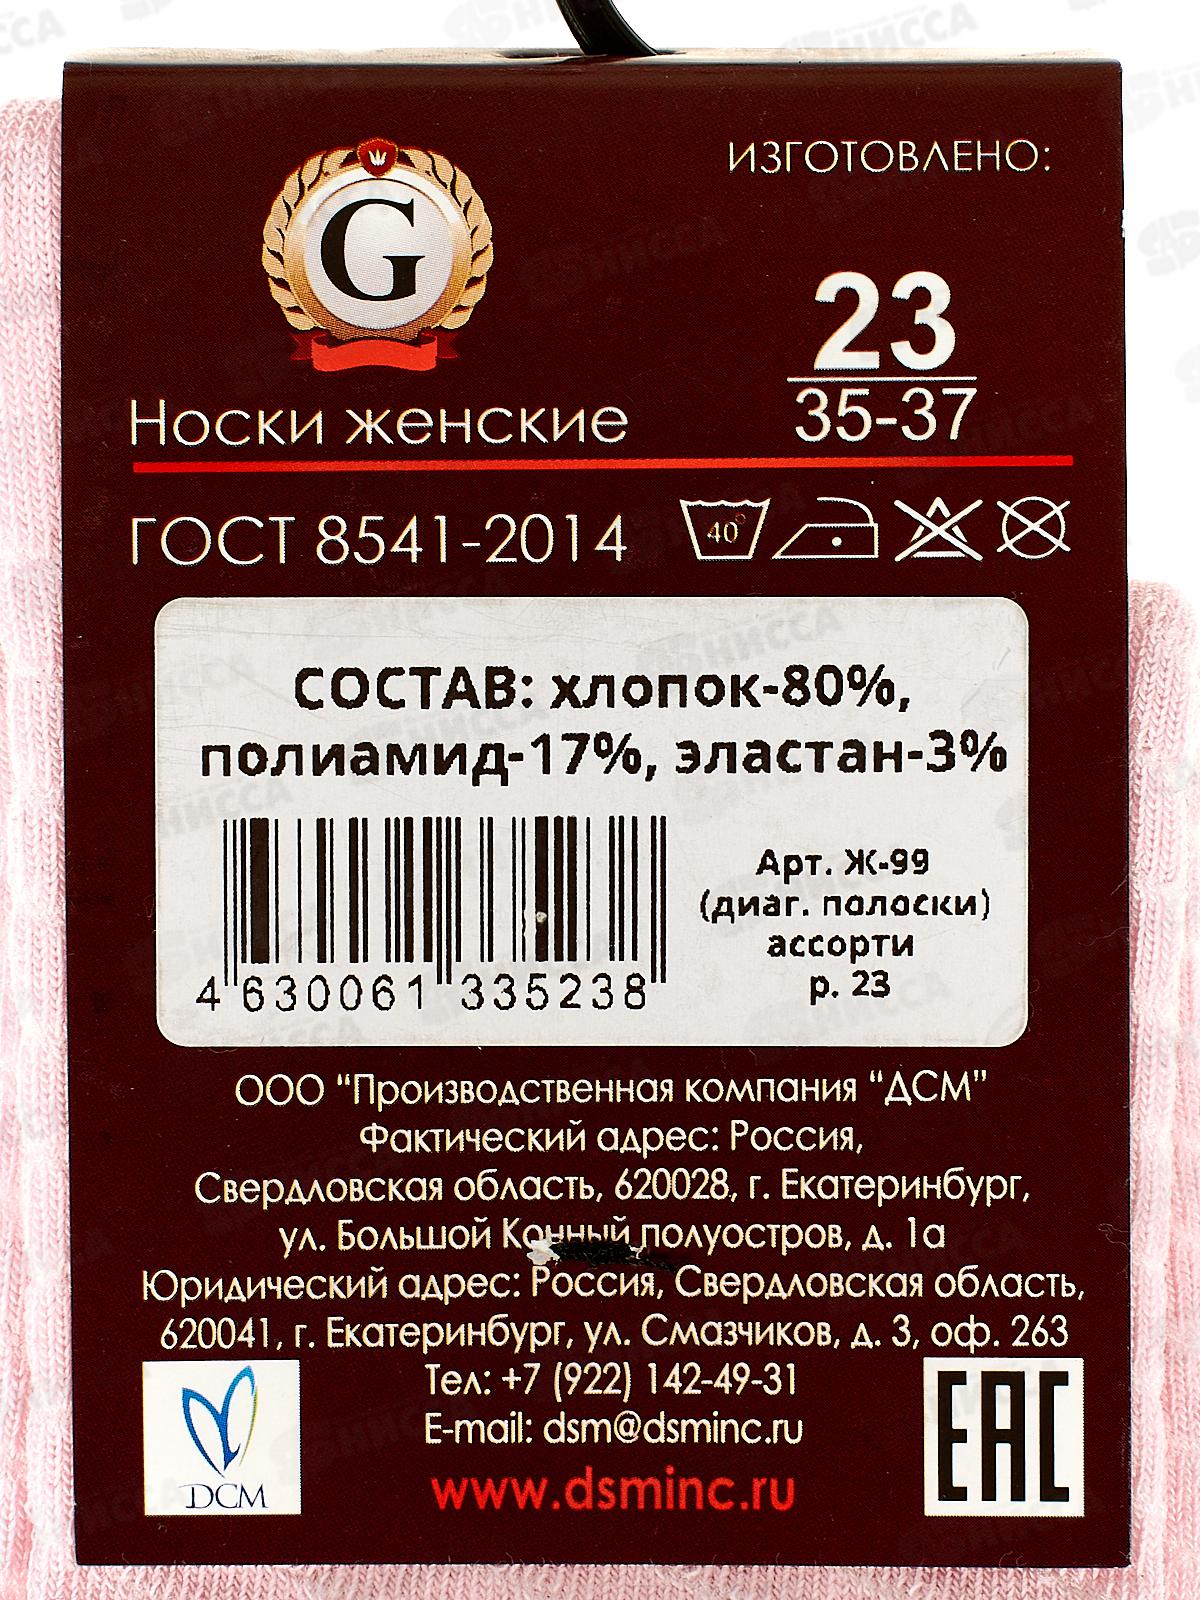 ИЗГОТОВЛЕНО:
G
23
35-37
Носки женские
ГОСТ 8541-2014
40°
СОСТАВ: хлопок-80%,
полиамид-17%, эластан-3%
Арт. Ж-99
(диаг. полоски)
ассорти
р. 23
4 630061 335238
ООО "Производственная компания "ДСМ"
Фактический адрес: Россия,
Свердловская область, 620028, г. Екатеринбург,
ул. Большой Конный полуостров, д. 1а
Юридический адрес: Россия, Свердловская область,
620041, г. Екатеринбург, ул. Смазчиков, д. 3, оф. 263
Тел: +7 (922) 142-49-31
E-mail: dsm@dsminc.ru
www.dsminc.ru
DCM
EAC